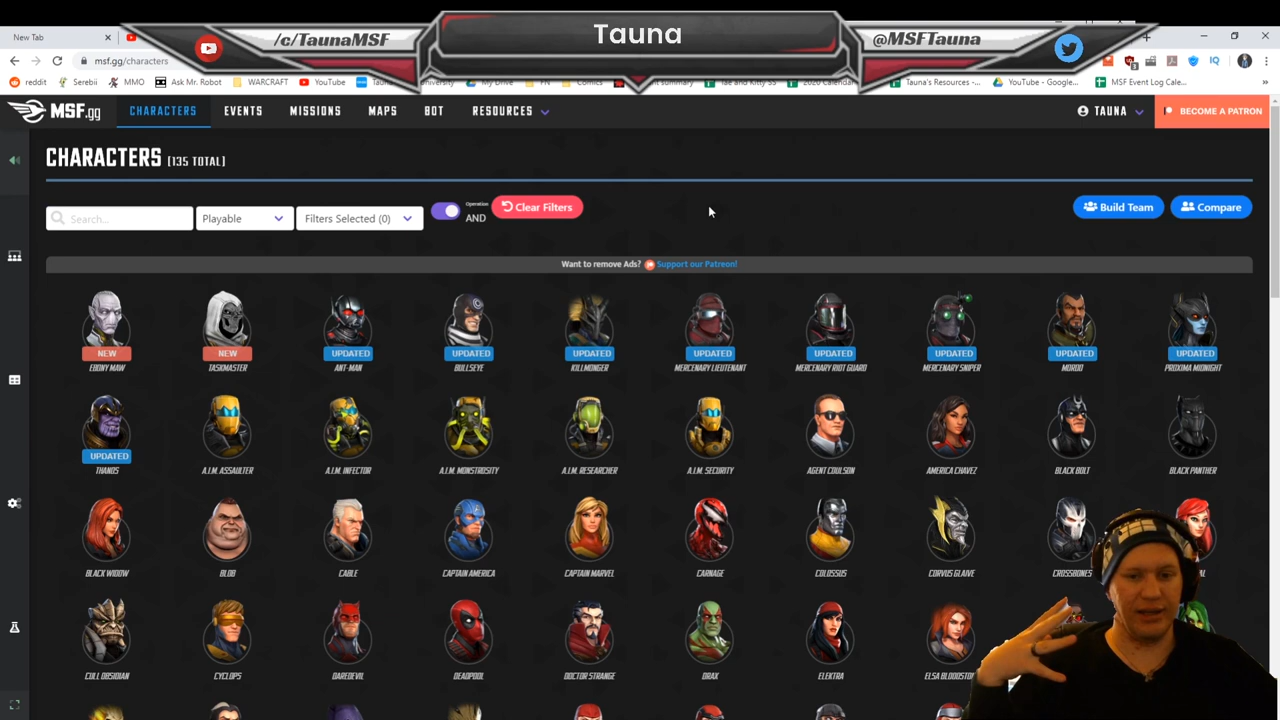 Tauna
/c/TaunaMSF
@MSFTauna
New Tab
msf.gg/characters
reddit
Serebii
MMO
Ask Mr. Robot
WARCRAFT
YouTube
My Drive
FN
Comics
Tauna's Resources -...
YouTube - Google...
MSF Event Log Cale...
MSF.gg
CHARACTERS
EVENTS
MISSIONS
MAPS
BOT
RESOURCES
TAUNA
BECOME A PATRON
CHARACTERS [135 TOTAL]
Search...
Playable
Filters Selected (0)
Operation
AND
Clear Filters
Build Team
Compare
Want to remove Ads? Support our Patreon!
NEW
NEW
UPDATED
UPDATED
UPDATED
UPDATED
UPDATED
UPDATED
UPDATED
UPDATED
EBONY MAW
TASKMASTER
ANT-MAN
BULLSEYE
KILLMONGER
MERCENARY LIEUTENANT
MERCENARY RIOT GUARD
MERCENARY SNIPER
MORDO
PROXIMA MIDNIGHT
UPDATED
THANOS
A.I.M. ASSAULTER
A.I.M. INFECTOR
A.I.M. MONSTROSITY
A.I.M. RESEARCHER
A.I.M. SECURITY
AGENT COULSON
AMERICA CHAVEZ
BLACK BOLT
BLACK PANTHER
BLACK WIDOW
BLOB
CABLE
CAPTAIN AMERICA
CAPTAIN MARVEL
CARNAGE
COLOSSUS
CORVUS GLAIVE
CROSSBONES
CULL OBSIDIAN
CYCLOPS
DAREDEVIL
DEADPOOL
DOCTOR STRANGE
DRAX
ELEKTRA
ELSA BLOODSTONE